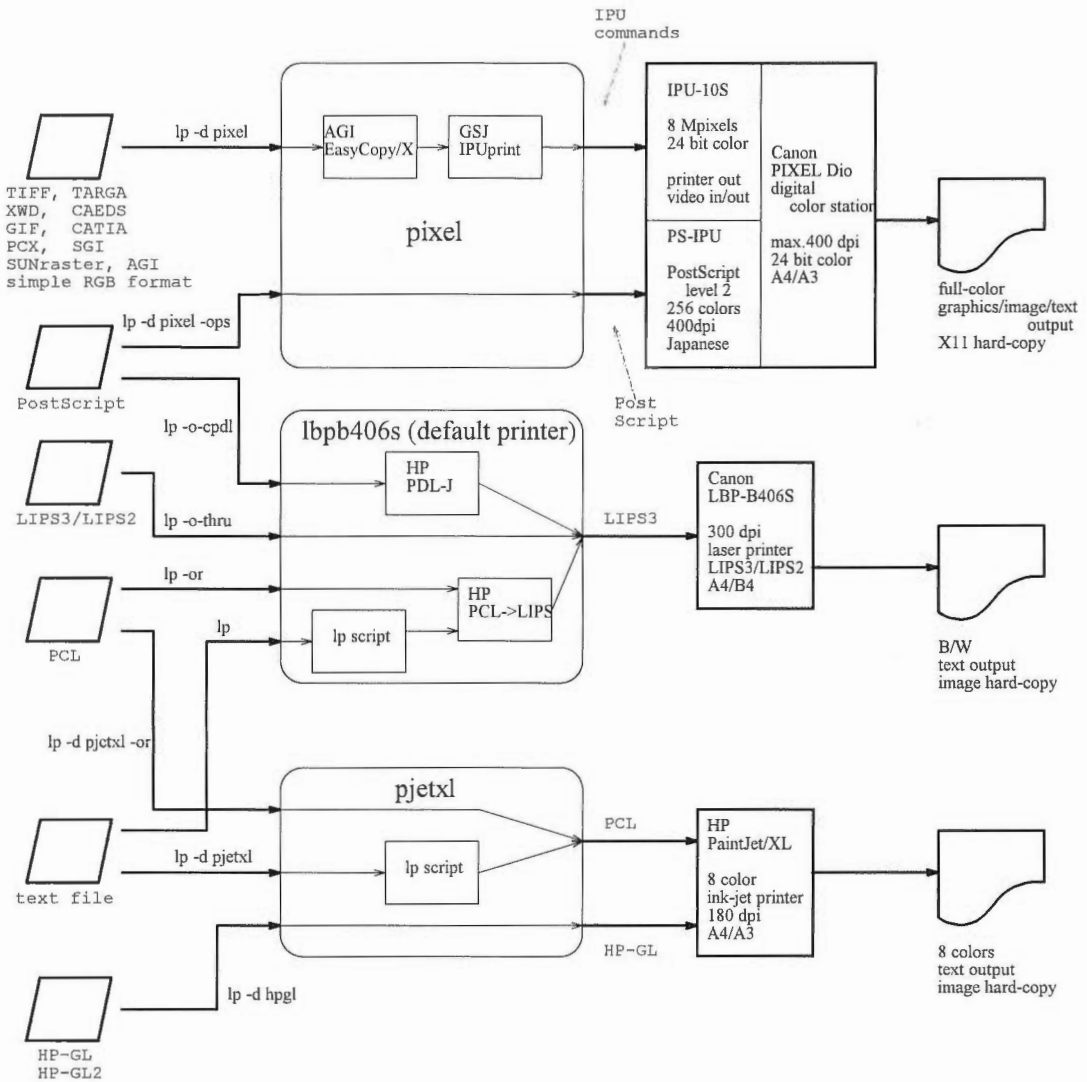 IPU
commands
lp -d pixel
TIFF, TARGA
XWD, CAEDS
GIF, CATIA
PCX, SGI
SUNraster, AGI
simple RGB format
AGI
EasyCopy/X
GSJ
IPUprint
pixel
IPU-10S
8 Mpixels
24 bit color
printer out
video in/out
PS-IPU
PostScript
level 2
256 colors
400dpi
Japanese
Canon
PIXEL Dio
digital
color station
max.400 dpi
24 bit color
A4/A3
full-color
graphics/image/text
output
X11 hard-copy
lp -d pixel -ops
PostScript
lp -o-cpdl
Post
Script
lbpb406s (default printer)
HP
PDL-J
LIPS3/LIPS2
lp -o-thru
LIPS3
Canon
LBP-B406S
300 dpi
laser printer
LIPS3/LIPS2
A4/B4
lp -or
HP
PCL->LIPS
lp
lp script
PCL
B/W
text output
image hard-copy
lp -d pjctxl -or
pjetxl
PCL
HP
PaintJet/XL
8 color
ink-jet printer
180 dpi
A4/A3
lp -d pjetxl
lp script
text file
HP-GL
8 colors
text output
image hard-copy
lp -d hpgl
HP-GL
HP-GL2